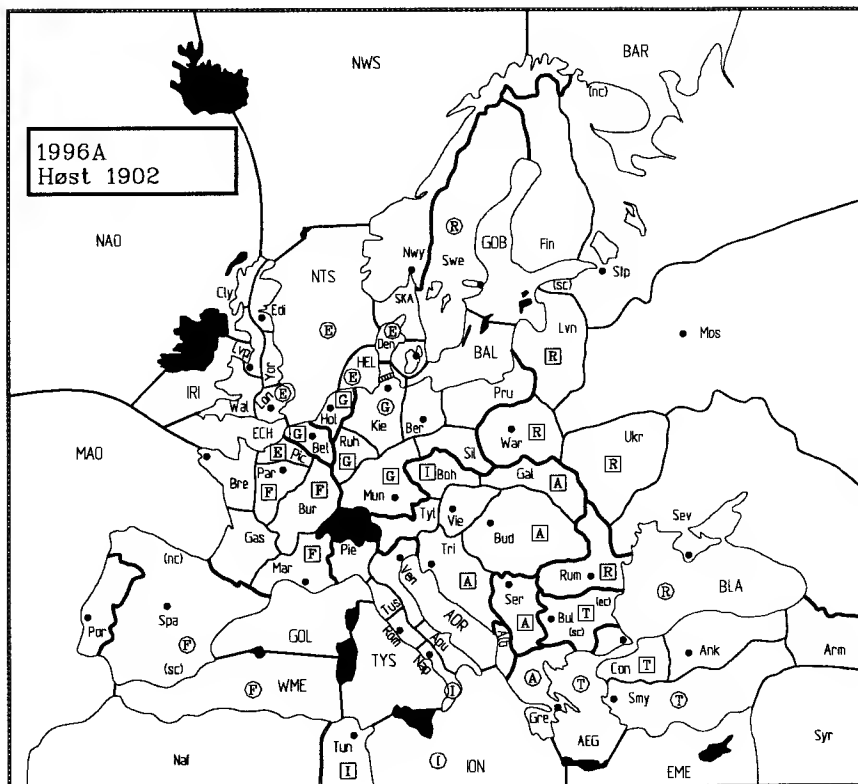 1996A
Høst 1902
NWS
BAR
(nc)
NAO
NTS
Nwy
Swe
R
GOB
Fin
Stp
(sc)
Cly
Edi
SKA
E
E
Den
Lvn
R
Mos
BAL
HEL
E
Lvp
IRI
Yor
Wal
Lon
E
Hol
G
Kie
G
Ber
Pru
War
R
Ukr
R
MAO
ECH
G
Bel
Ruh
G
Sil
E
Pic
Bre
Par
F
F
Bur
G
Mun
I
Boh
Gal
A
Tyl
Vie
Bud
A
Sev
Gas
Mar
F
Pie
Ven
Tri
A
Rum
R
R
BLA
(nc)
Por
Spa
F
(sc)
GOL
Tus
Rom
ADR
Apu
Ser
A
Alb
Bul
T
(ec)
(sc)
Con
T
Ank
Arm
WME
F
TYS
Nap
I
A
Gre
T
AEG
Smy
T
Syr
Naf
Tun
I
I
ION
EME